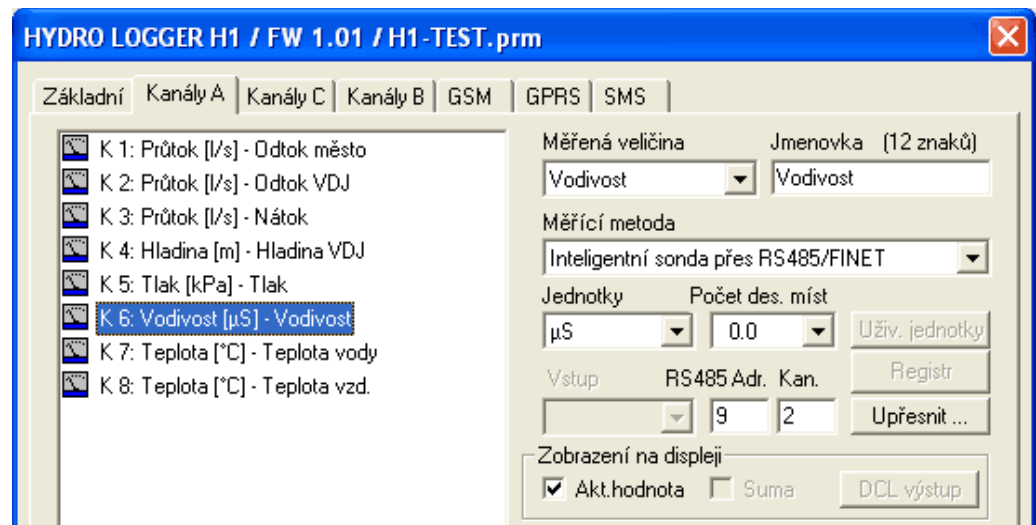 HYDRO LOGGER H1 / FW 1.01 / H1-TEST.prm
Základní Kanály A Kanály C Kanály B GSM GPRS SMS
K 1: Průtok [l/s] - Odtok město
K 2: Průtok [l/s] - Odtok VDJ
K 3: Průtok [l/s] - Nátok
K 4: Hladina [m] - Hladina VDJ
K 5: Tlak [kPa] - Tlak
K 6: Vodivost [µS] - Vodivost
K 7: Teplota [°C] - Teplota vody
K 8: Teplota [°C] - Teplota vzd.
Měřená veličina Jmenovka (12 znaků)
Vodivost Vodivost
Měřící metoda
Inteligentní sonda přes RS485/FINET
Jednotky Počet des. míst
µS 0.0 Uživ. jednotky
Vstup RS485 Adr. Kan. Registr
9 2 Upřesnit ...
Zobrazení na displeji
Akt.hodnota Suma DCL výstup